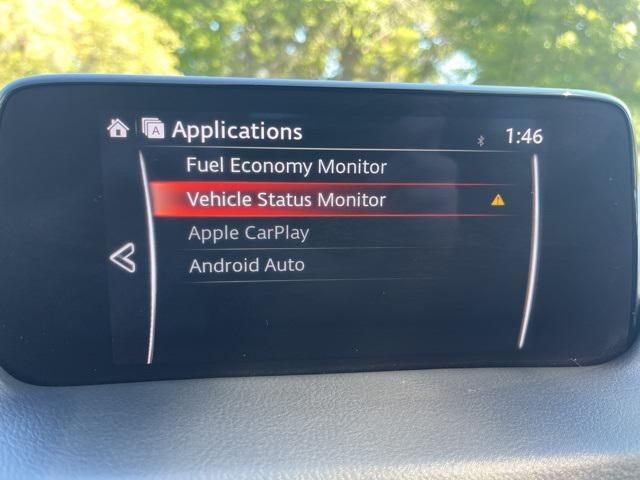 A Applications 1:46
Fuel Economy Monitor
Vehicle Status Monitor
Apple CarPlay
Android Auto